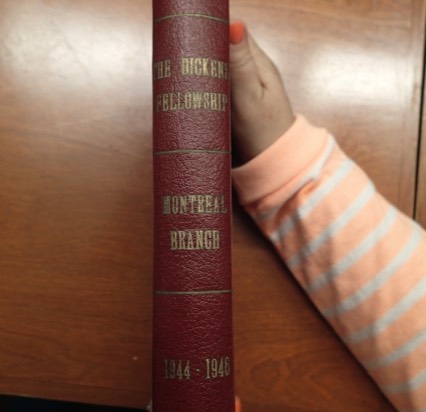 THE DICKENS
FELLOWSHIP
MONTREAL
BRANCH
1944 - 1946